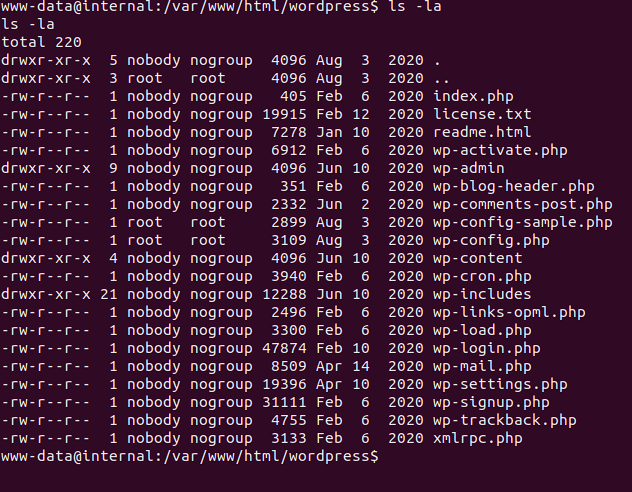 www-data@internal:/var/www/html/wordpress$ ls -la
ls -la
total 220
drwxr-xr-x  5 nobody nogroup  4096 Aug  3  2020 .
drwxr-xr-x  3 root   root     4096 Aug  3  2020 ..
-rw-r--r--  1 nobody nogroup   405 Feb  6  2020 index.php
-rw-r--r--  1 nobody nogroup 19915 Feb 12  2020 license.txt
-rw-r--r--  1 nobody nogroup  7278 Jan 10  2020 readme.html
-rw-r--r--  1 nobody nogroup  6912 Feb  6  2020 wp-activate.php
drwxr-xr-x  9 nobody nogroup  4096 Jun 10  2020 wp-admin
-rw-r--r--  1 nobody nogroup   351 Feb  6  2020 wp-blog-header.php
-rw-r--r--  1 nobody nogroup  2332 Jun  2  2020 wp-comments-post.php
-rw-r--r--  1 root   root     2899 Aug  3  2020 wp-config-sample.php
-rw-r--r--  1 root   root     3109 Aug  3  2020 wp-config.php
drwxr-xr-x  4 nobody nogroup  4096 Jun 10  2020 wp-content
-rw-r--r--  1 nobody nogroup  3940 Feb  6  2020 wp-cron.php
drwxr-xr-x 21 nobody nogroup 12288 Jun 10  2020 wp-includes
-rw-r--r--  1 nobody nogroup  2496 Feb  6  2020 wp-links-opml.php
-rw-r--r--  1 nobody nogroup  3300 Feb  6  2020 wp-load.php
-rw-r--r--  1 nobody nogroup 47874 Feb 10  2020 wp-login.php
-rw-r--r--  1 nobody nogroup  8509 Apr 14  2020 wp-mail.php
-rw-r--r--  1 nobody nogroup 19396 Apr 10  2020 wp-settings.php
-rw-r--r--  1 nobody nogroup 31111 Feb  6  2020 wp-signup.php
-rw-r--r--  1 nobody nogroup  4755 Feb  6  2020 wp-trackback.php
-rw-r--r--  1 nobody nogroup  3133 Feb  6  2020 xmlrpc.php
www-data@internal:/var/www/html/wordpress$